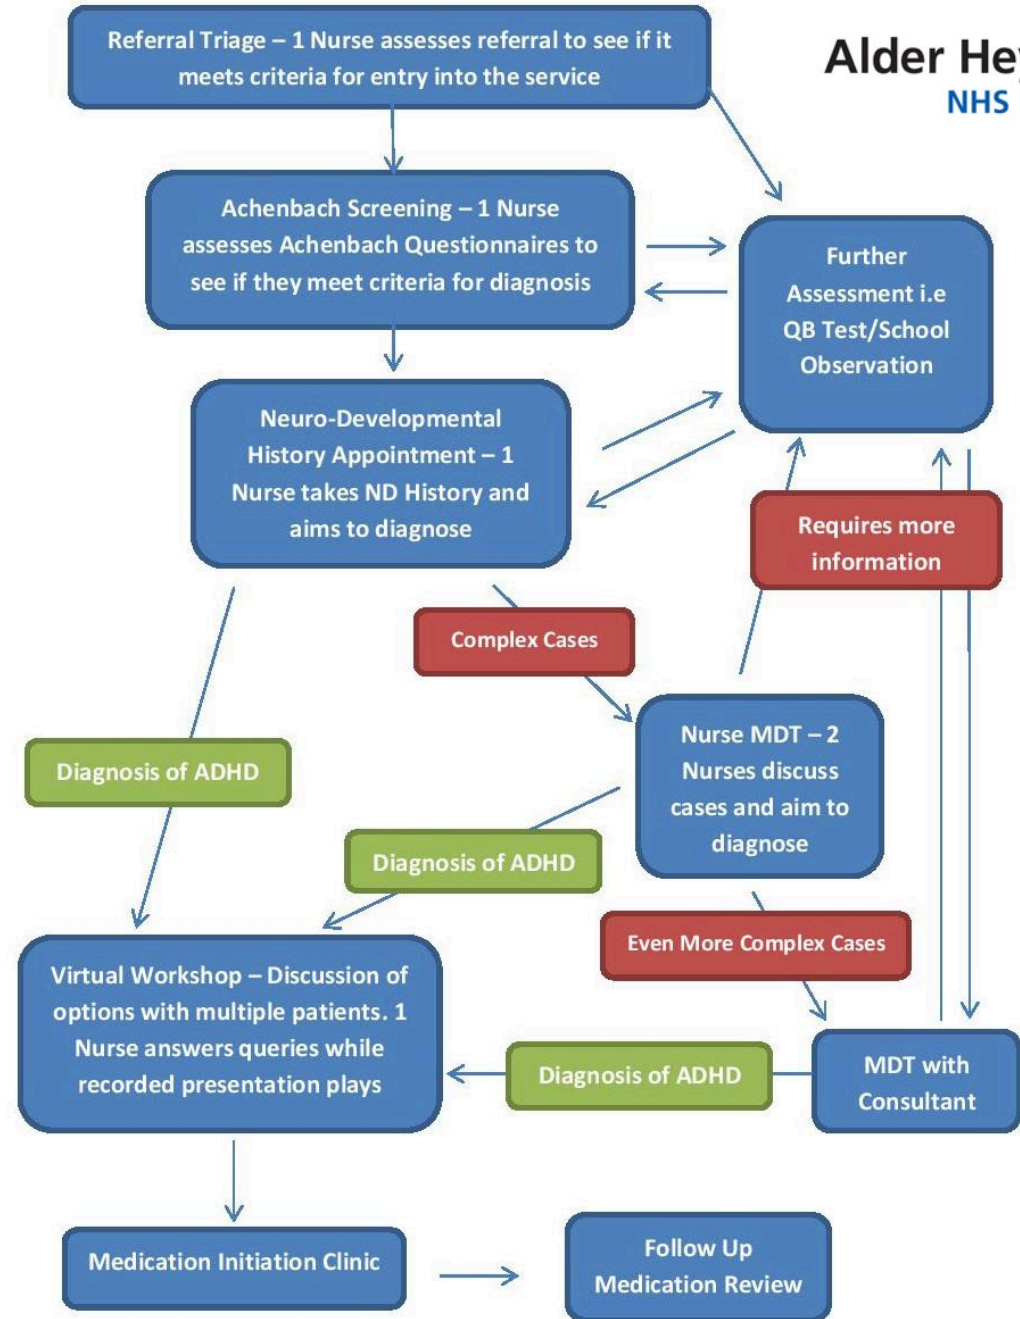 Referral Triage – 1 Nurse assesses referral to see if it
meets criteria for entry into the service
Alder Hey
NHS
Achenbach Screening – 1 Nurse
assesses Achenbach Questionnaires to
see if they meet criteria for diagnosis
Further
Assessment i.e
QB Test/School
Observation
Neuro-Developmental
History Appointment – 1
Nurse takes ND History and
aims to diagnose
Requires more
information
Complex Cases
Nurse MDT – 2
Nurses discuss
cases and aim to
diagnose
Diagnosis of ADHD
Diagnosis of ADHD
Even More Complex Cases
Virtual Workshop – Discussion of
options with multiple patients. 1
Nurse answers queries while
recorded presentation plays
Diagnosis of ADHD
MDT with
Consultant
Medication Initiation Clinic
Follow Up
Medication Review